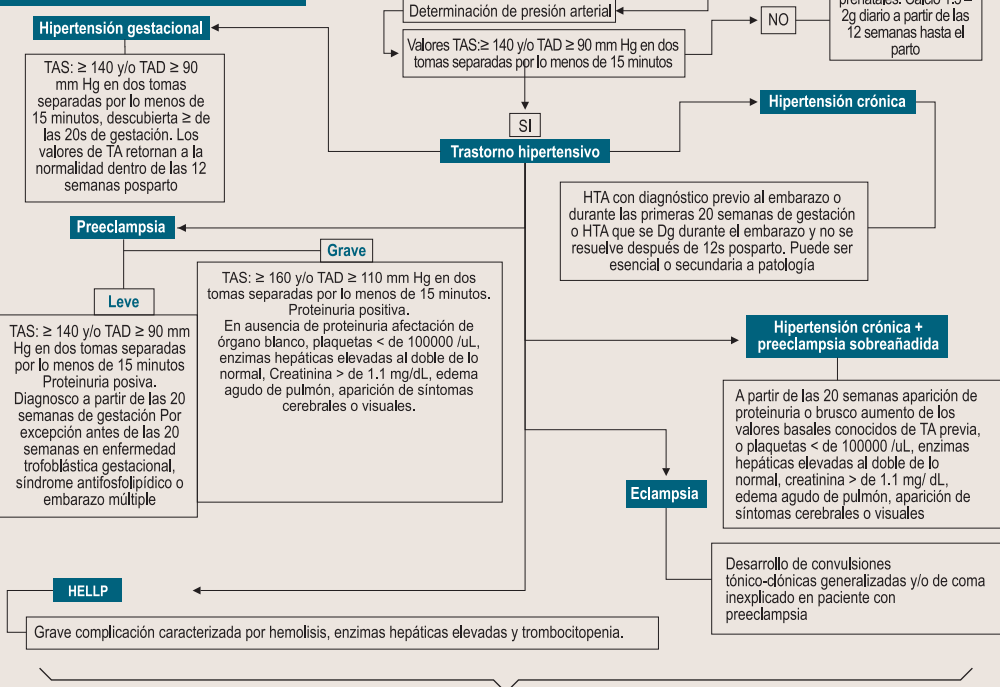 Determinación de presión arterial
prenatales. Calcio 1.5 –
2g diario a partir de las
12 semanas hasta el
parto
NO
Hipertensión gestacional
Valores TAS:≥ 140 y/o TAD ≥ 90 mm Hg en dos
tomas separadas por lo menos de 15 minutos
TAS: ≥ 140 y/o TAD ≥ 90
mm Hg en dos tomas
separadas por lo menos de
15 minutos, descubierta ≥ de
las 20s de gestación. Los
valores de TA retornan a la
normalidad dentro de las 12
semanas posparto
SI
Trastorno hipertensivo
Hipertensión crónica
HTA con diagnóstico previo al embarazo o
durante las primeras 20 semanas de gestación
o HTA que se Dg durante el embarazo y no se
resuelve después de 12s posparto. Puede ser
esencial o secundaria a patología
Preeclampsia
Grave
TAS: ≥ 160 y/o TAD ≥ 110 mm Hg en dos
tomas separadas por lo menos de 15 minutos.
Proteinuria positiva.
En ausencia de proteinuria afectación de
órgano blanco, plaquetas < de 100000 /uL,
enzimas hepáticas elevadas al doble de lo
normal, Creatinina > de 1.1 mg/dL, edema
agudo de pulmón, aparición de síntomas
cerebrales o visuales.
Leve
TAS: ≥ 140 y/o TAD ≥ 90 mm
Hg en dos tomas separadas
por lo menos de 15 minutos
Proteinuria posiva.
Diagnosco a partir de las 20
semanas de gestación Por
excepción antes de las 20
semanas en enfermedad
trofoblástica gestacional,
síndrome antifosfolipídico o
embarazo múltiple
Hipertensión crónica +
preeclampsia sobreañadida
A partir de las 20 semanas aparición de
proteinuria o brusco aumento de los
valores basales conocidos de TA previa,
o plaquetas < de 100000 /uL, enzimas
hepáticas elevadas al doble de lo
normal, creatinina > de 1.1 mg/ dL,
edema agudo de pulmón, aparición de
síntomas cerebrales o visuales
Eclampsia
Desarrollo de convulsiones
tónico-clónicas generalizadas y/o de coma
inexplicado en paciente con
preeclampsia
HELLP
Grave complicación caracterizada por hemolisis, enzimas hepáticas elevadas y trombocitopenia.